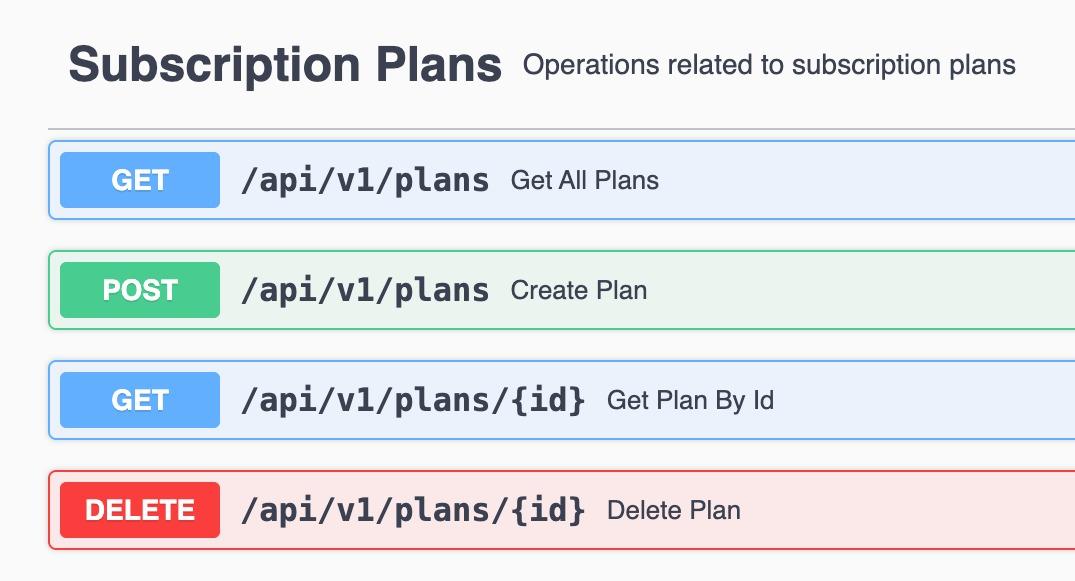 Subscription Plans Operations related to subscription plans
GET /api/v1/plans Get All Plans
POST /api/v1/plans Create Plan
GET /api/v1/plans/{id} Get Plan By Id
DELETE /api/v1/plans/{id} Delete Plan